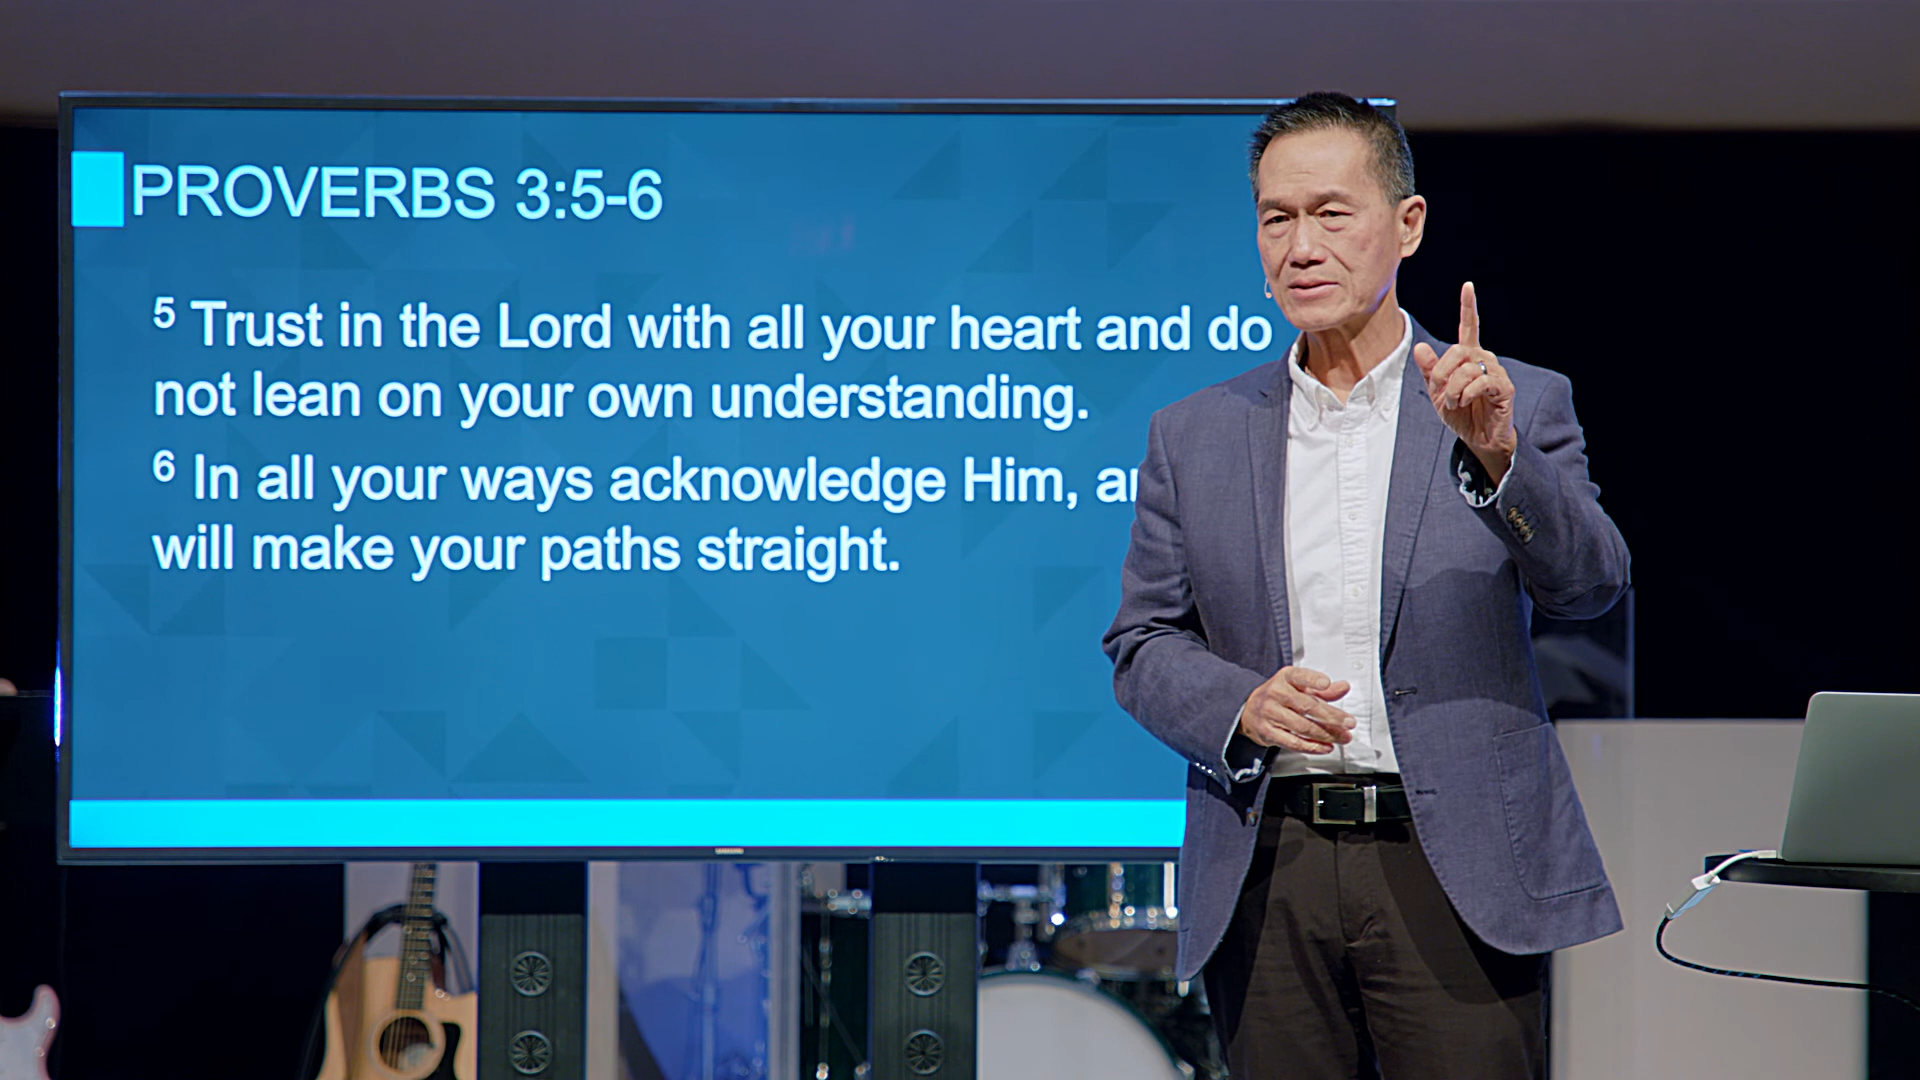 PROVERBS 3:5-6
5 Trust in the Lord with all your heart and do
not lean on your own understanding.
6 In all your ways acknowledge Him,
will make your paths straight.